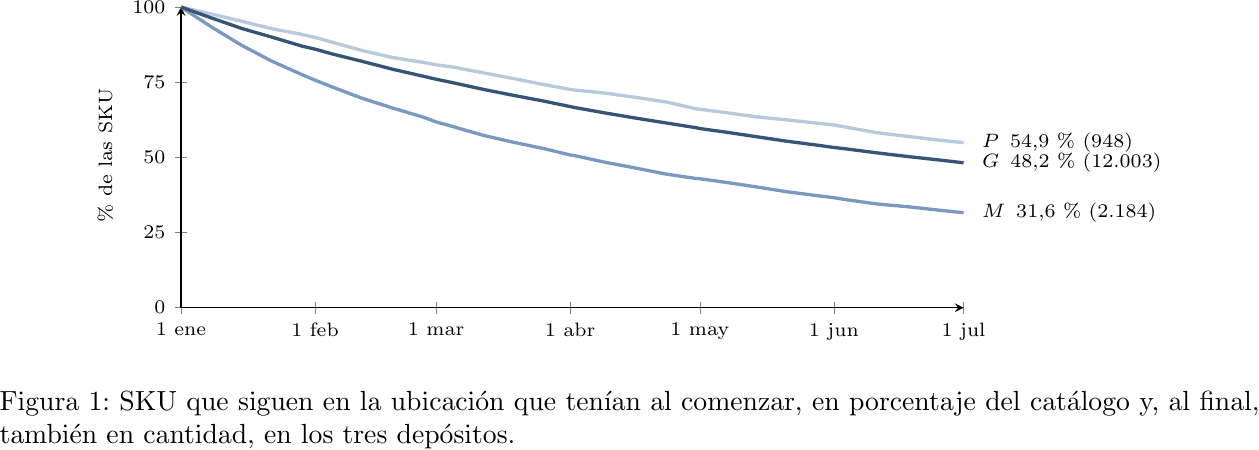 100
75
50
25
0
% de las SKU
1 ene 1 feb 1 mar 1 abr 1 may 1 jun 1 jul
P 54,9 % (948)
G 48,2 % (12.003)
M 31,6 % (2.184)
Figura 1: SKU que siguen en la ubicación que tenían al comenzar, en porcentaje del catálogo y, al final,
también en cantidad, en los tres depósitos.